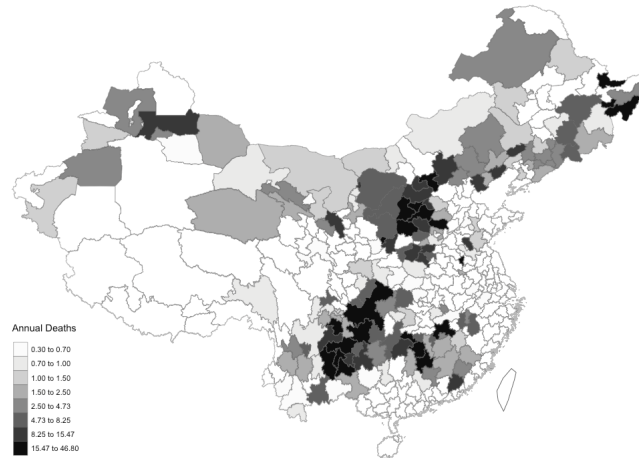 Annual Deaths
0.30 to 0.70
0.70 to 1.00
1.00 to 1.50
1.50 to 2.50
2.50 to 4.73
4.73 to 8.25
8.25 to 15.47
15.47 to 46.80